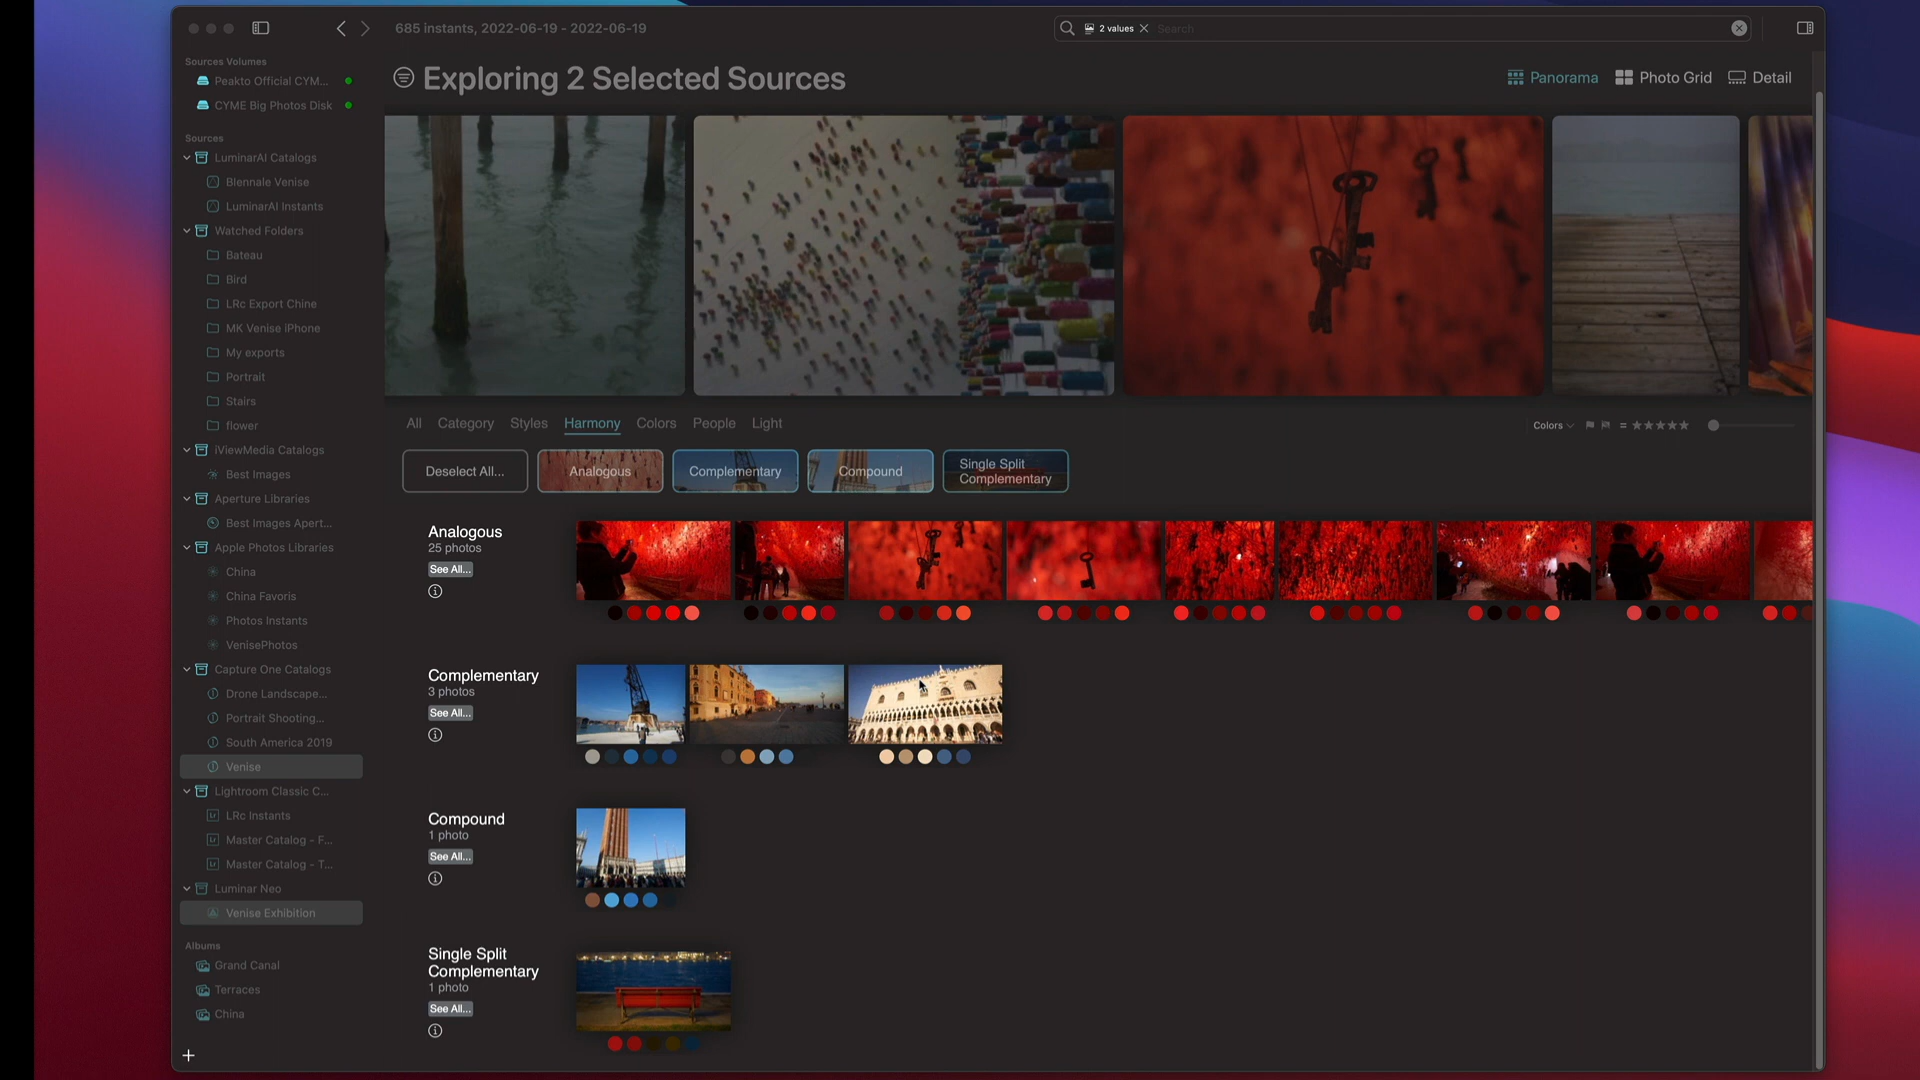 685 instants, 2022-06-19 - 2022-06-19
2 values
Search
Sources Volumes
Peakto Official CYM...
CYME Big Photos Disk
Sources
LuminarAI Catalogs
BIennale Venise
LuminarAI Instants
Watched Folders
Bateau
Bird
LRc Export Chine
MK Venise iPhone
My exports
Portrait
Stairs
flower
iViewMedia Catalogs
Best Images
Aperture Libraries
Best Images Apert...
Apple Photos Libraries
China
China Favoris
Photos Instants
VenisePhotos
Capture One Catalogs
Drone Landscape...
Portrait Shooting...
South America 2019
Venise
Lightroom Classic C...
LRc Instants
Master Catalog - F...
Master Catalog - T...
Luminar Neo
Venise Exhibition
Albums
Grand Canal
Terraces
China
Exploring 2 Selected Sources
Panorama
Photo Grid
Detail
All Category Styles Harmony Colors People Light
Colors
Deselect All...
Analogous
Complementary
Compound
Single Split
Complementary
Analogous
25 photos
See All...
Complementary
3 photos
See All...
Compound
1 photo
See All...
Single Split
Complementary
1 photo
See All...